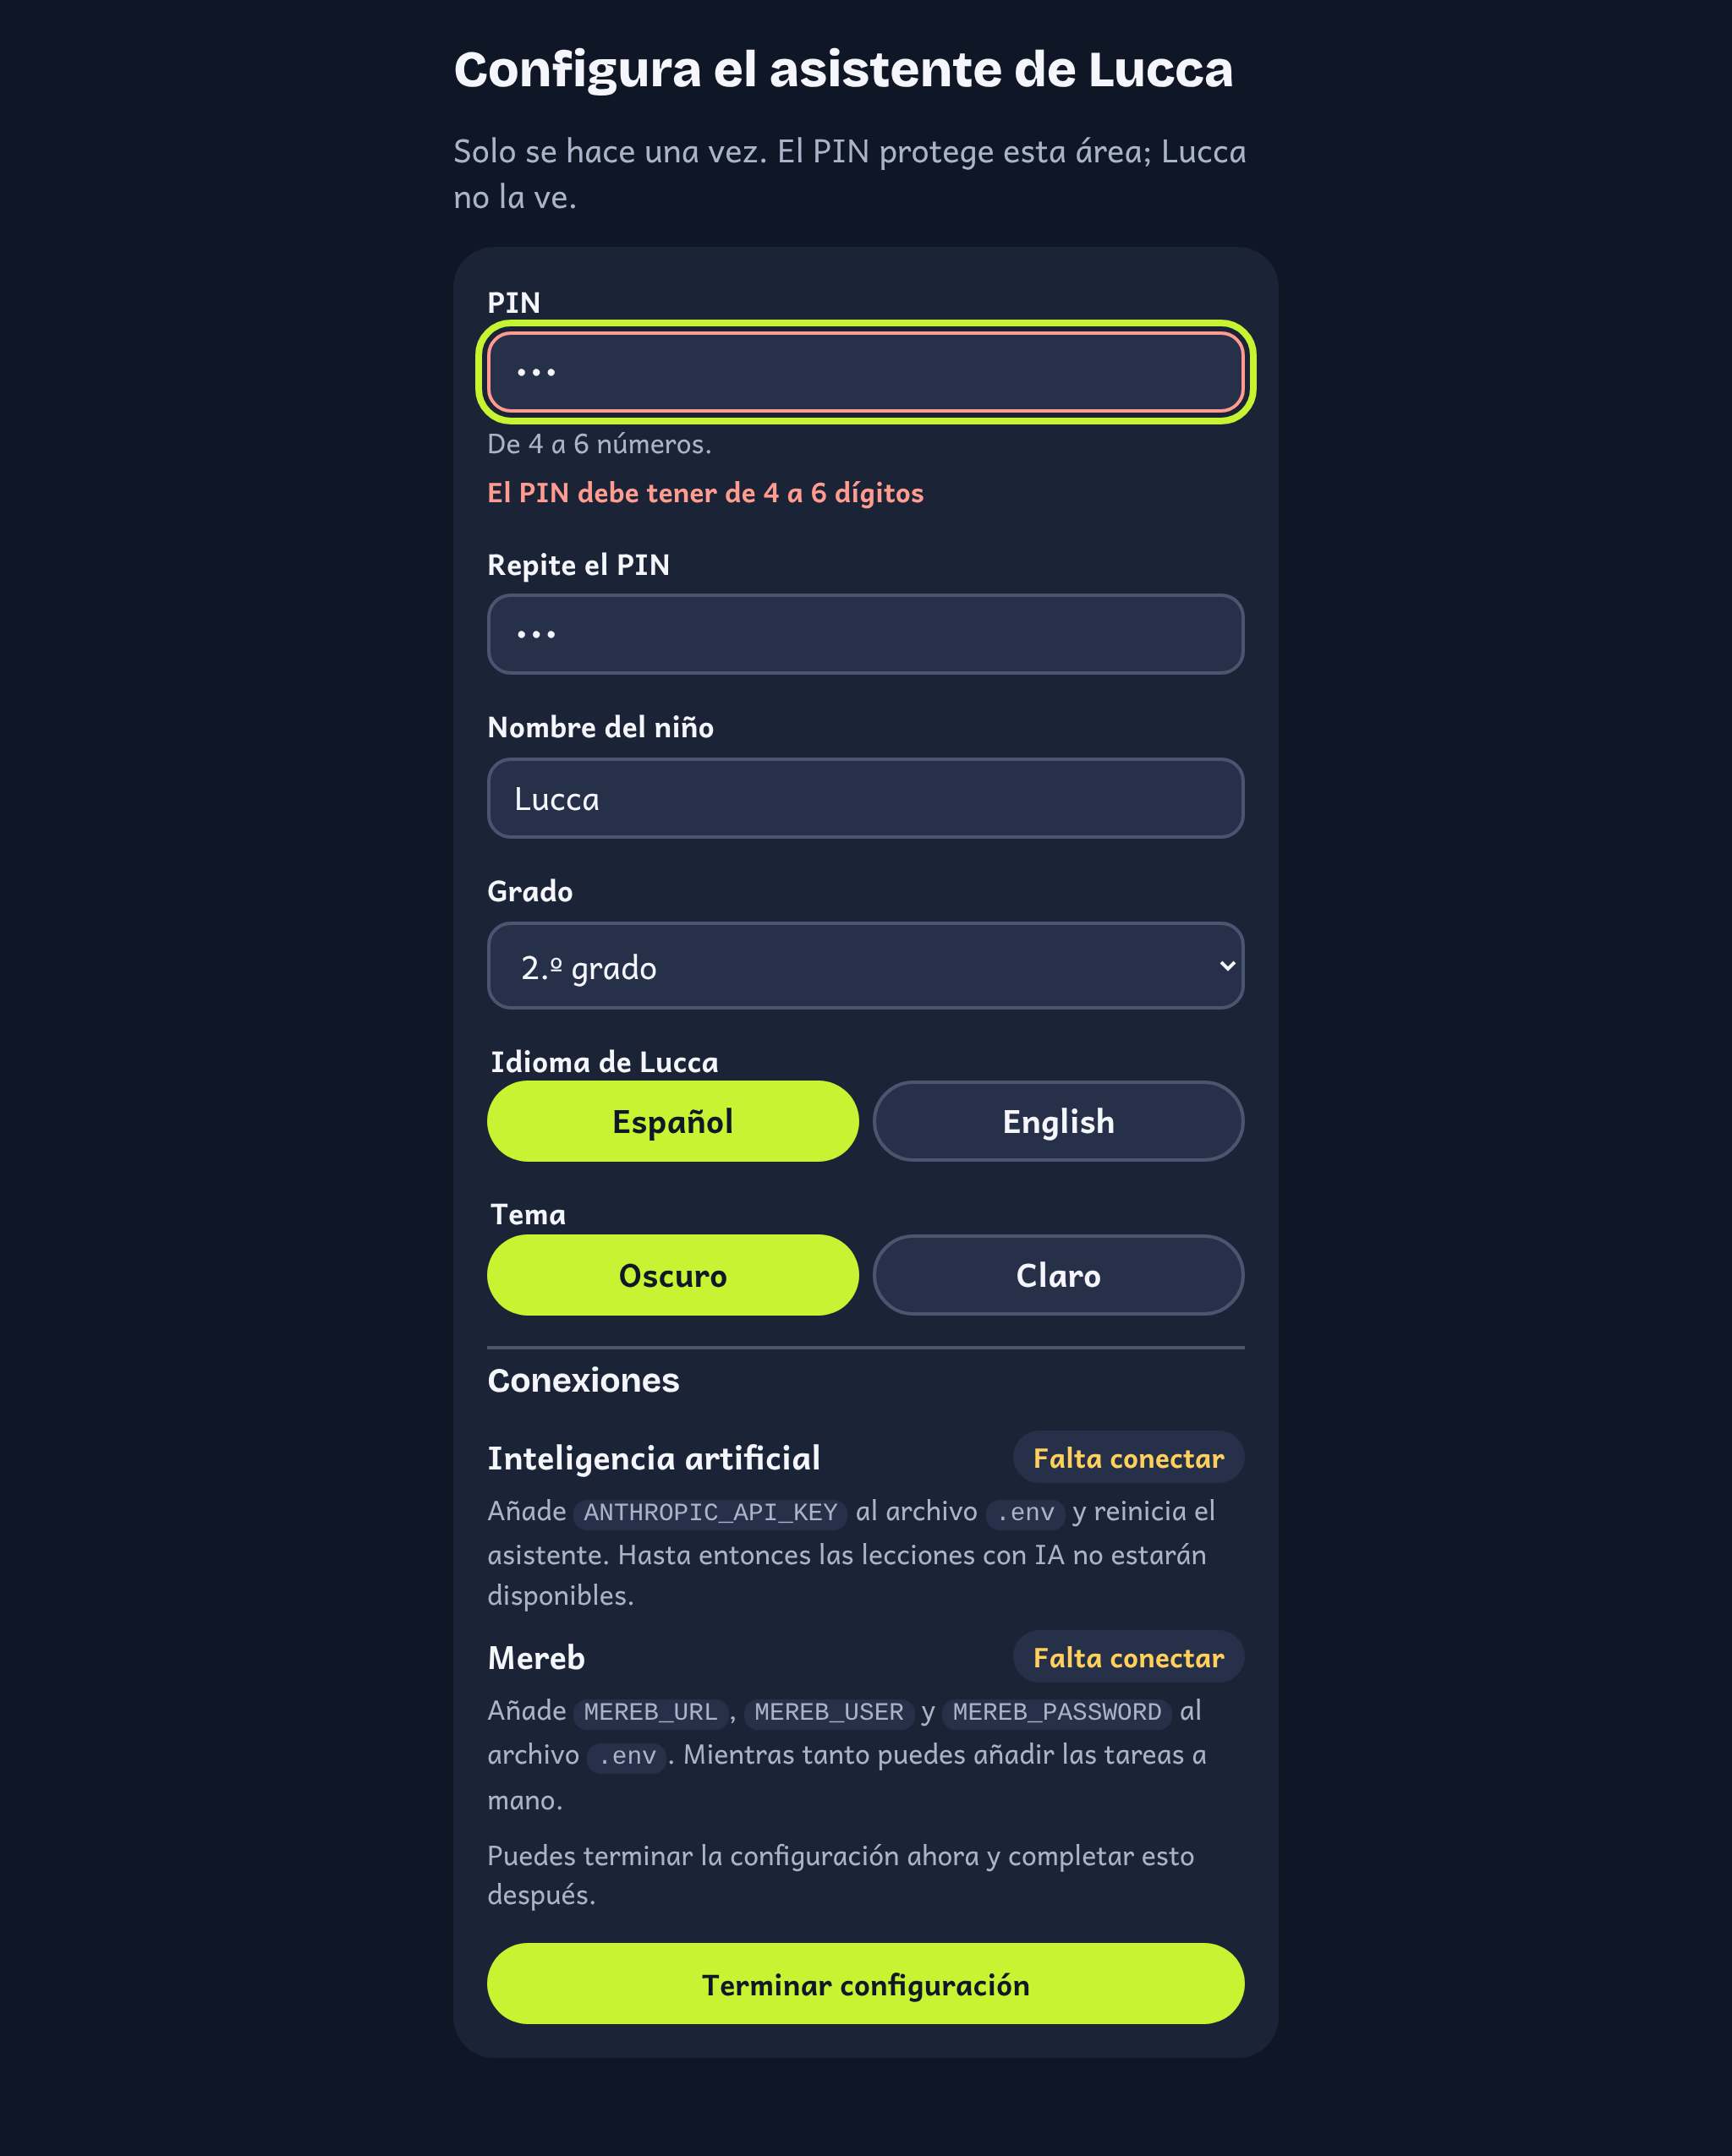 Configura el asistente de Lucca
Solo se hace una vez. El PIN protege esta área; Lucca
no la ve.
PIN
•••
De 4 a 6 números.
El PIN debe tener de 4 a 6 dígitos
Repite el PIN
•••
Nombre del niño
Lucca
Grado
2.º grado
Idioma de Lucca
Español English
Tema
Oscuro Claro
Conexiones
Inteligencia artificial Falta conectar
Añade ANTHROPIC_API_KEY al archivo .env y reinicia el
asistente. Hasta entonces las lecciones con IA no estarán
disponibles.
Mereb Falta conectar
Añade MEREB_URL, MEREB_USER y MEREB_PASSWORD al
archivo .env. Mientras tanto puedes añadir las tareas a
mano.
Puedes terminar la configuración ahora y completar esto
después.
Terminar configuración